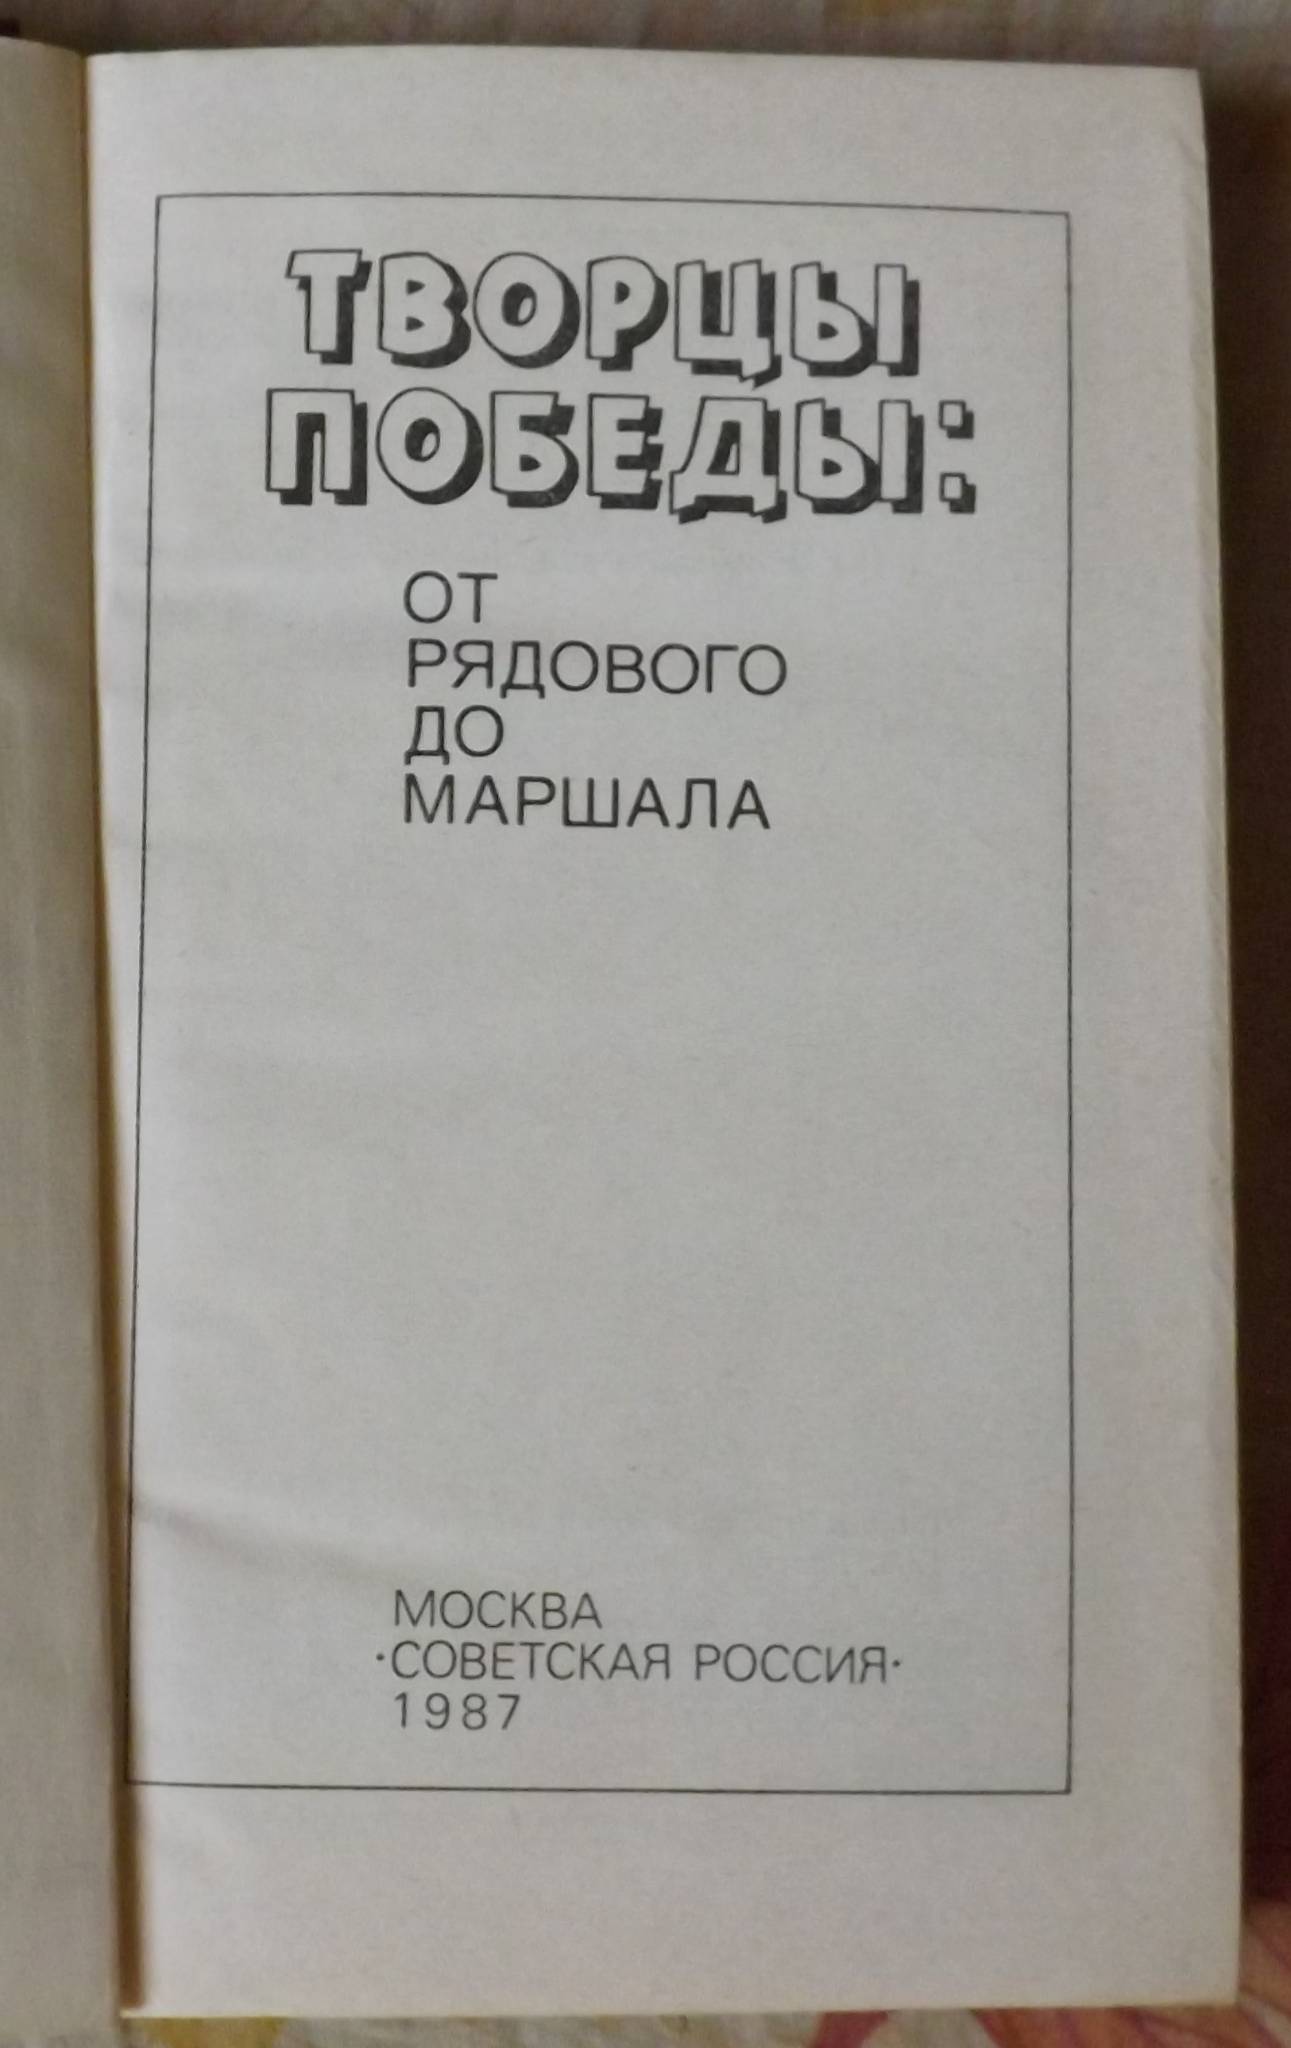 ТВОРЦЫ
ПОБЕДЫ:
ОТ
РЯДОВОГО
ДО
МАРШАЛА
МОСКВА
·СОВЕТСКАЯ РОССИЯ·
1987